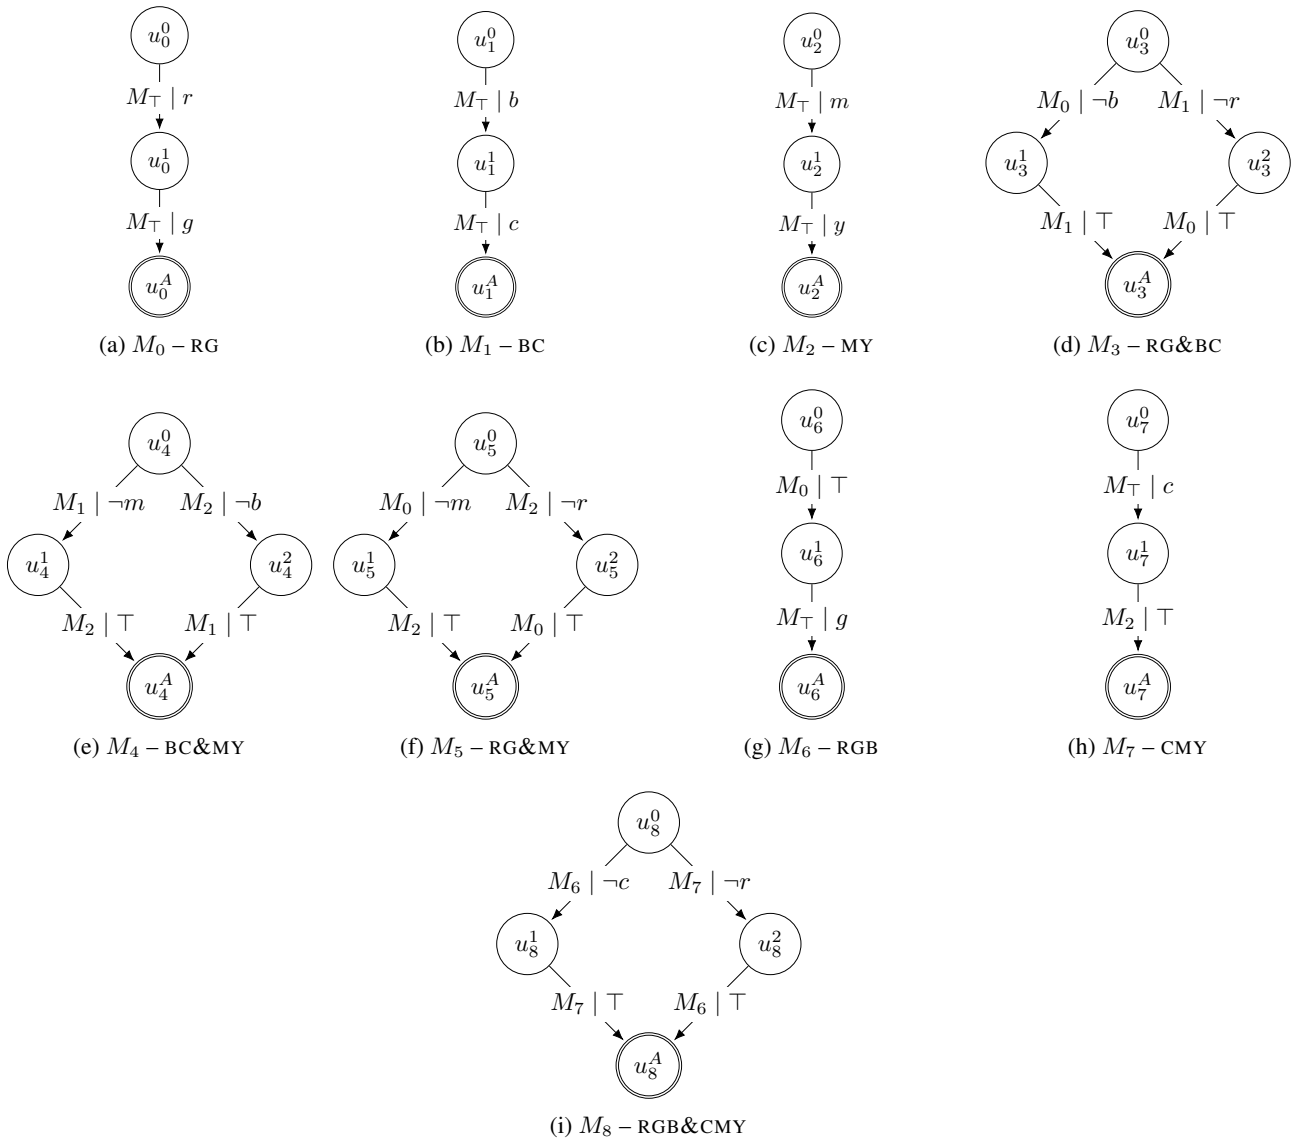 u_0^0 u_1^0 u_2^0 u_3^0
M_⊤ | r M_⊤ | b M_⊤ | m M_0 | ¬b M_1 | ¬r
u_0^1 u_1^1 u_2^1 u_3^1 u_3^2
M_⊤ | g M_⊤ | c M_⊤ | y M_1 | ⊤ M_0 | ⊤
u_0^A u_1^A u_2^A u_3^A
(a) M_0 – RG (b) M_1 – BC (c) M_2 – MY (d) M_3 – RG&BC
u_4^0 u_5^0 u_6^0 u_7^0
M_1 | ¬m M_2 | ¬b M_0 | ¬m M_2 | ¬r M_0 | ⊤ M_⊤ | c
u_4^1 u_4^2 u_5^1 u_5^2 u_6^1 u_7^1
M_2 | ⊤ M_1 | ⊤ M_2 | ⊤ M_0 | ⊤ M_⊤ | g M_2 | ⊤
u_4^A u_5^A u_6^A u_7^A
(e) M_4 – BC&MY (f) M_5 – RG&MY (g) M_6 – RGB (h) M_7 – CMY
u_8^0
M_6 | ¬c M_7 | ¬r
u_8^1 u_8^2
M_7 | ⊤ M_6 | ⊤
u_8^A
(i) M_8 – RGB&CMY